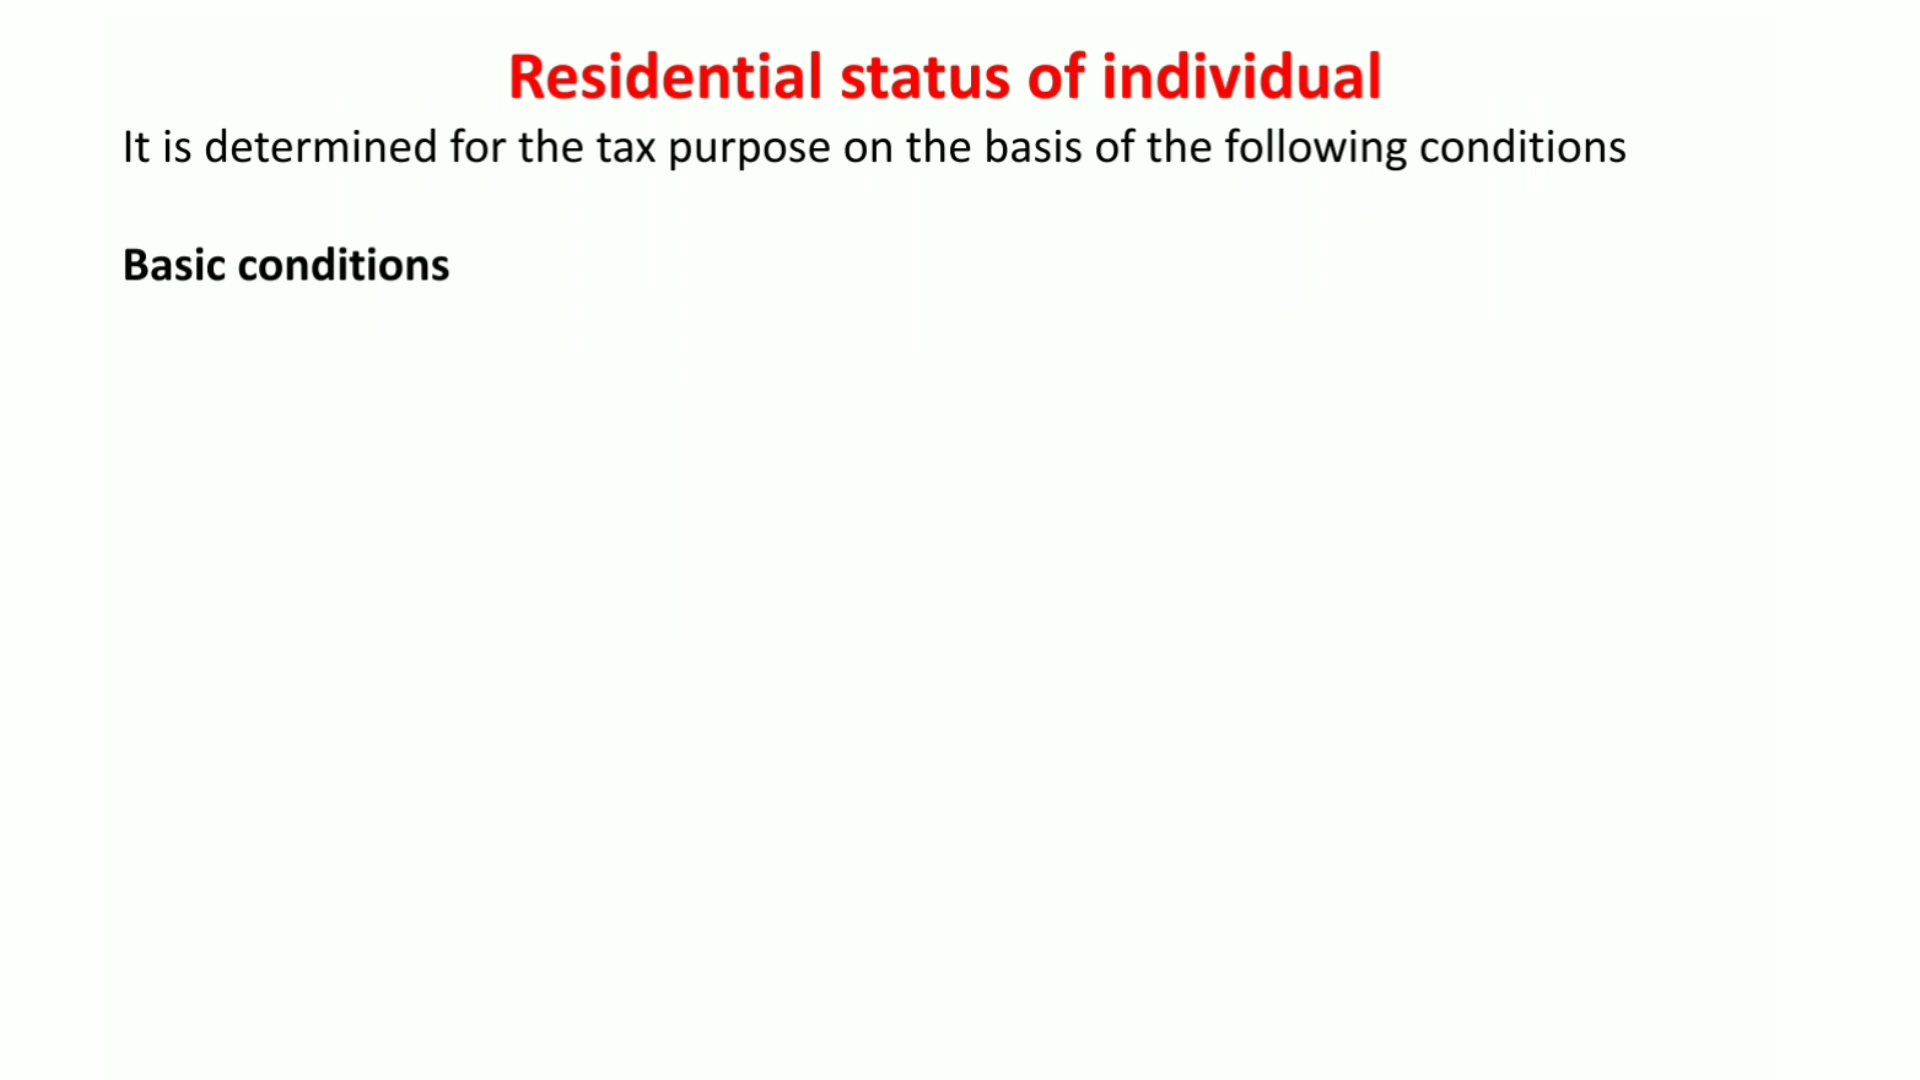 Residential status of individual
It is determined for the tax purpose on the basis of the following conditions
Basic conditions